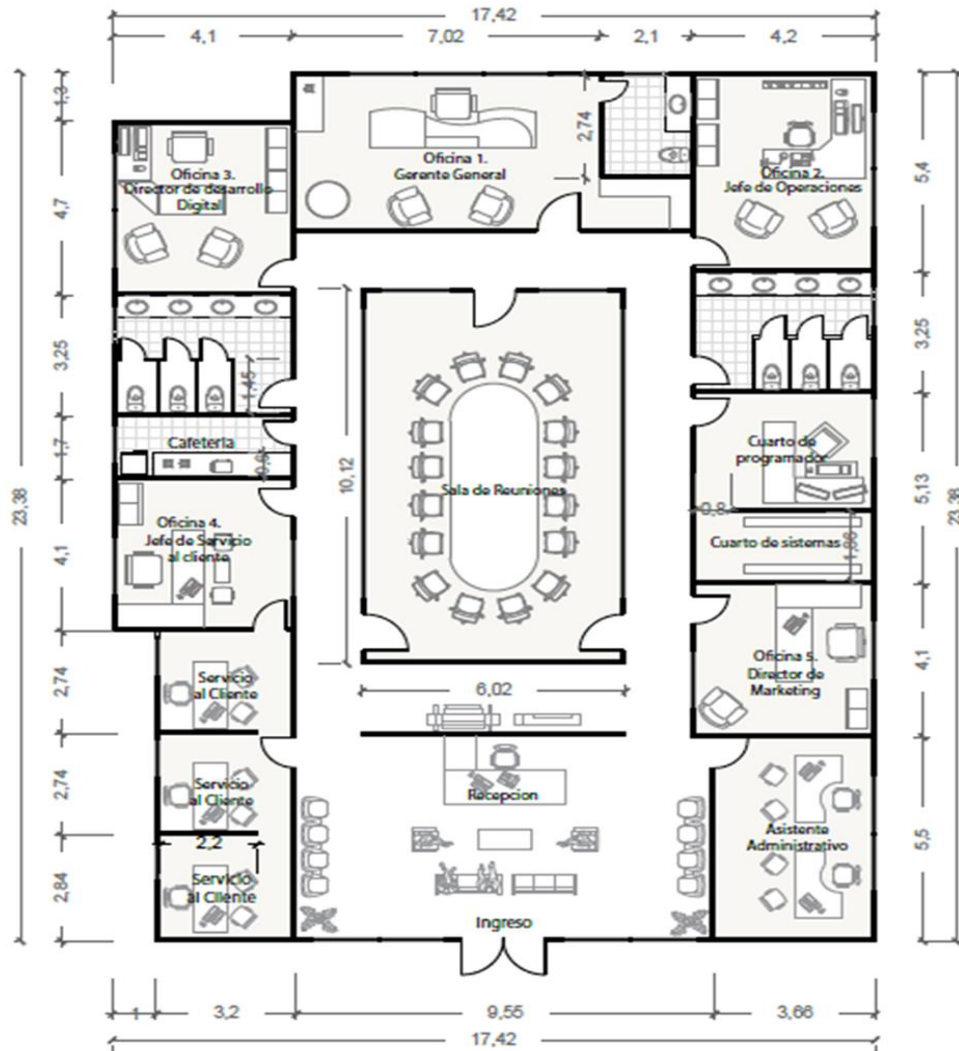 17,42
4,1
7,02
2,1
4,2
1,3
4,7
3,25
1,7
4,1
2,74
2,74
2,84
23,38
5,4
3,25
5,13
4,1
5,5
23,38
Oficina 1.
Gerente General
2,74
Oficina 2.
Jefe de Operaciones
Oficina 3.
Director de desarrollo
Digital
1,45
Cafeteria
Cuarto de
programador
10,12
Sala de Reuniones
0,8
Cuarto de sistemas
1,86
Oficina 4.
Jefe de Servicio
al cliente
Oficina 5.
Director de
Marketing
6,02
Servicio
al Cliente
Servicio
al Cliente
2,2
Servicio
al Cliente
Recepcion
Asistente
Administrativo
Ingreso
1
3,2
9,55
3,66
17,42